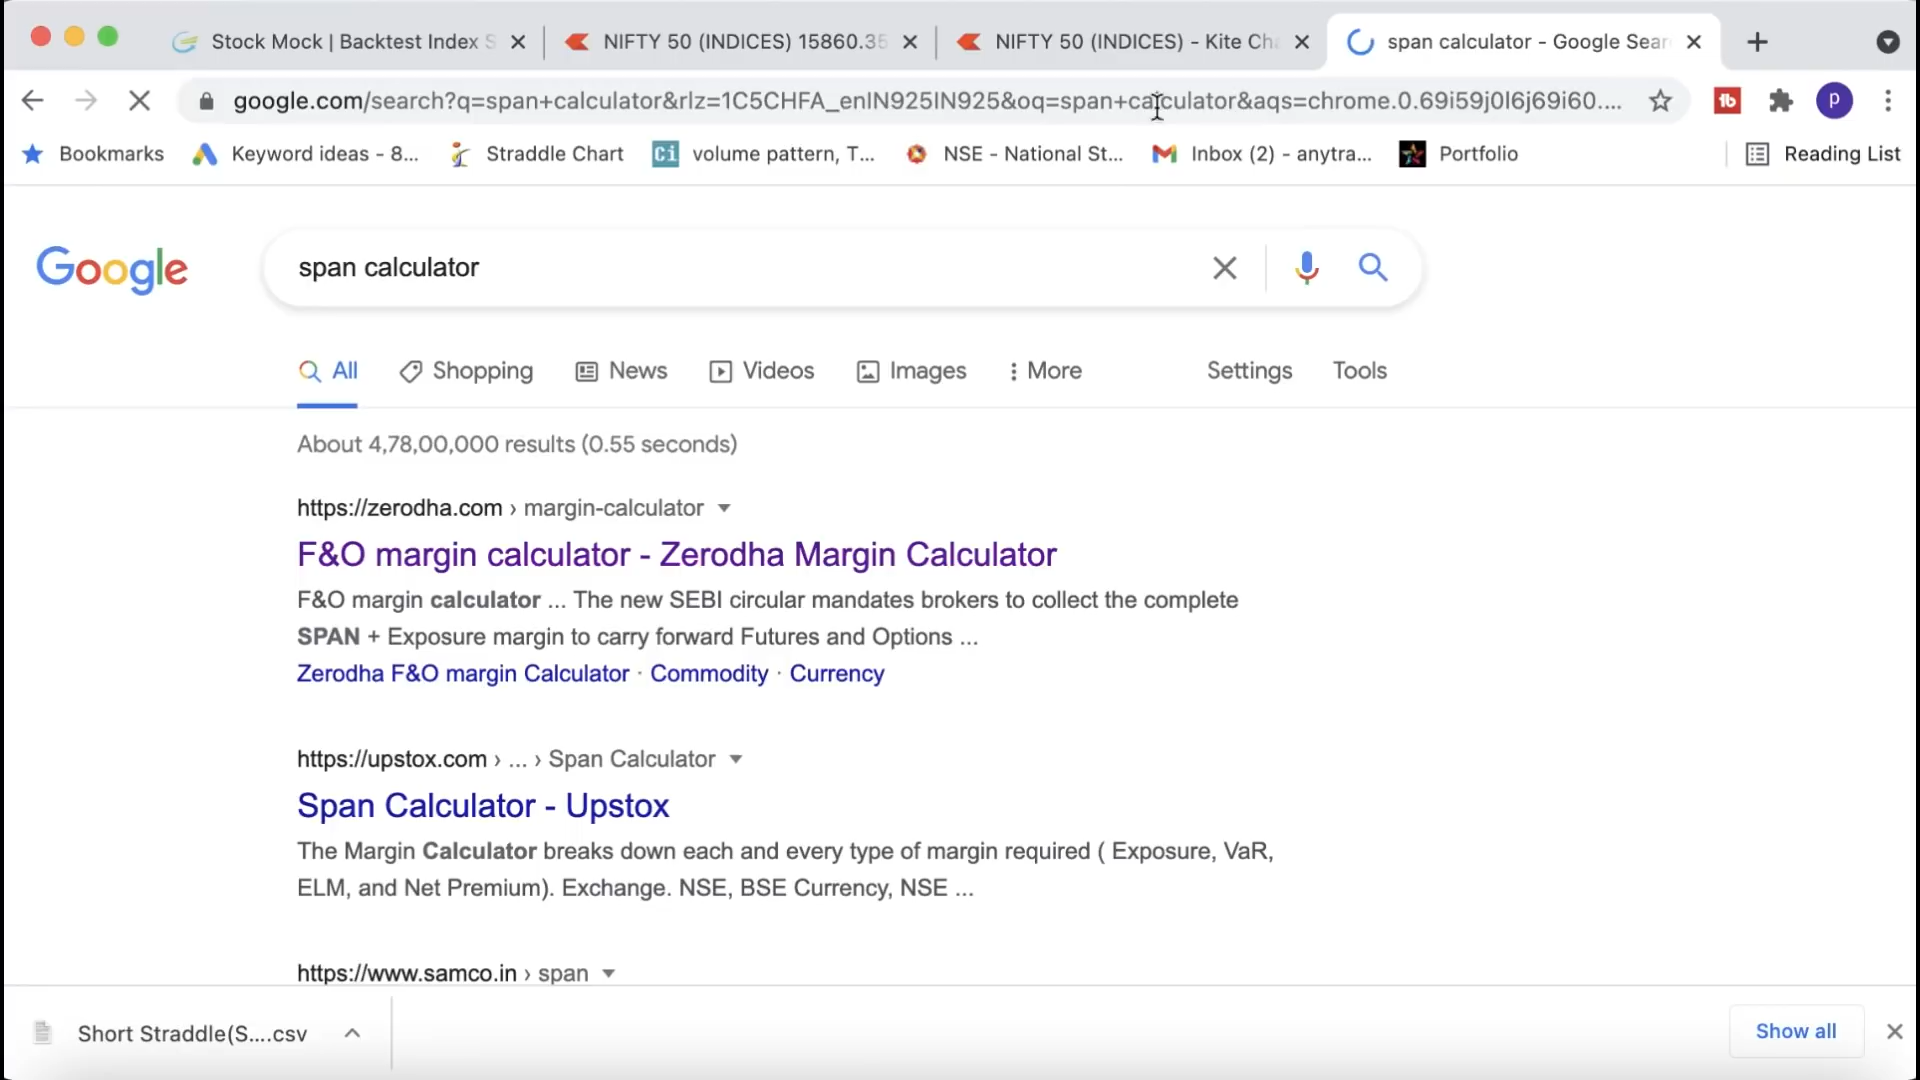 Stock Mock | Backtest Index S
NIFTY 50 (INDICES) 15860.35
NIFTY 50 (INDICES) - Kite Cha
span calculator - Google Sear
google.com/search?q=span+calculator&rlz=1C5CHFA_enIN925IN925&oq=span+calculator&aqs=chrome.0.69i59j0l6j69i60....
tb
p
Bookmarks
Keyword ideas - 8...
Straddle Chart
Ci
volume pattern, T...
NSE - National St...
Inbox (2) - anytra...
Portfolio
Reading List
Google
span calculator
All
Shopping
News
Videos
Images
More
Settings
Tools
About 4,78,00,000 results (0.55 seconds)
https://zerodha.com › margin-calculator
F&O margin calculator - Zerodha Margin Calculator
F&O margin calculator ... The new SEBI circular mandates brokers to collect the complete
SPAN + Exposure margin to carry forward Futures and Options ...
Zerodha F&O margin Calculator · Commodity · Currency
https://upstox.com › ... › Span Calculator
Span Calculator - Upstox
The Margin Calculator breaks down each and every type of margin required ( Exposure, VaR,
ELM, and Net Premium). Exchange. NSE, BSE Currency, NSE ...
https://www.samco.in › span
Short Straddle(S....csv
Show all